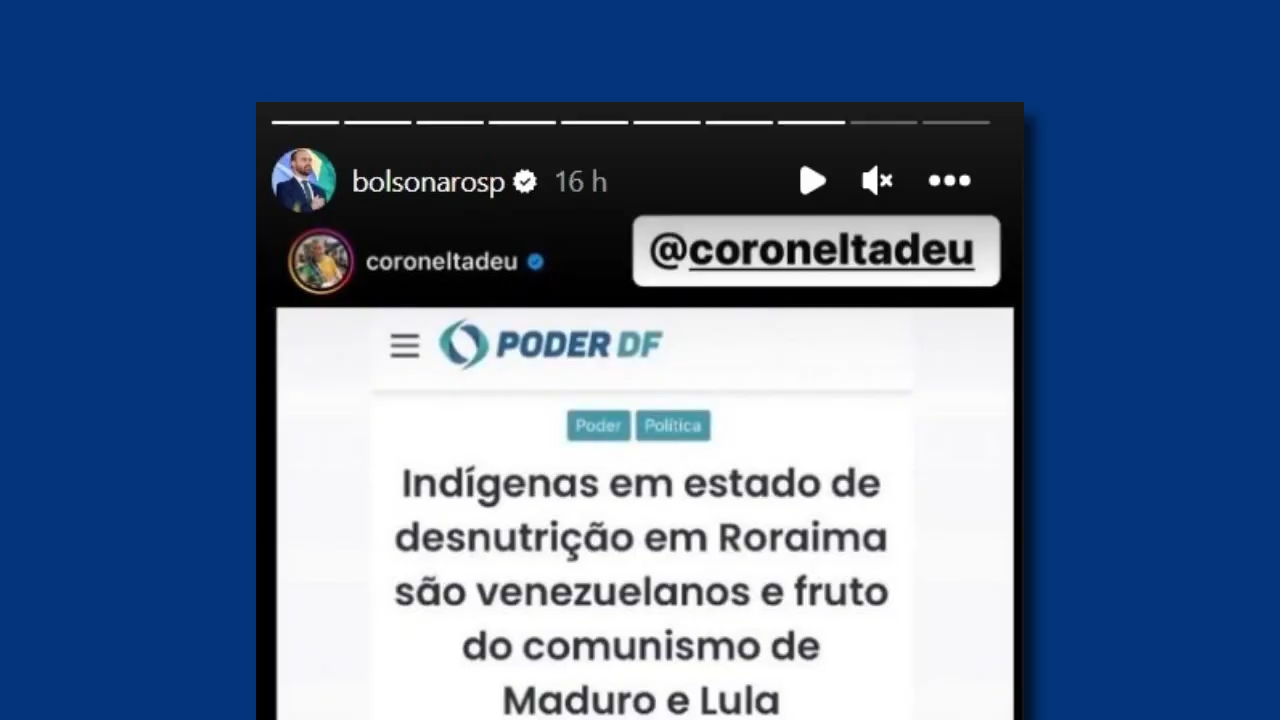 bolsonarosp 16 h
coroneltadeu
@coroneltadeu
PODER DF
Poder Política
Indígenas em estado de
desnutrição em Roraima
são venezuelanos e fruto
do comunismo de
Maduro e Lula